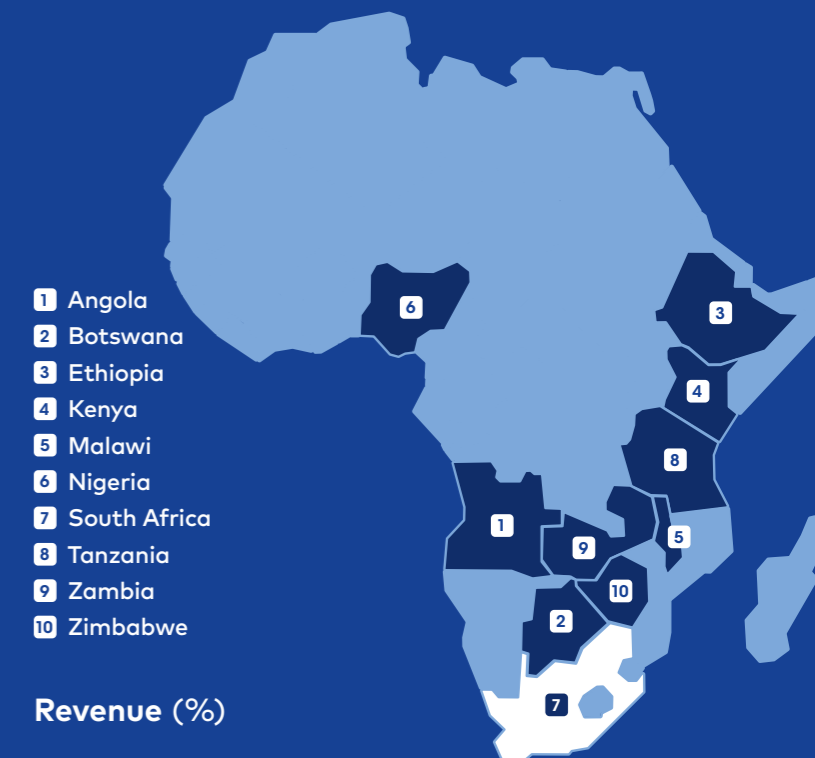 1 Angola
2 Botswana
3 Ethiopia
4 Kenya
5 Malawi
6 Nigeria
7 South Africa
8 Tanzania
9 Zambia
10 Zimbabwe
Revenue (%)
6
3
4
8
1
5
9
10
2
7